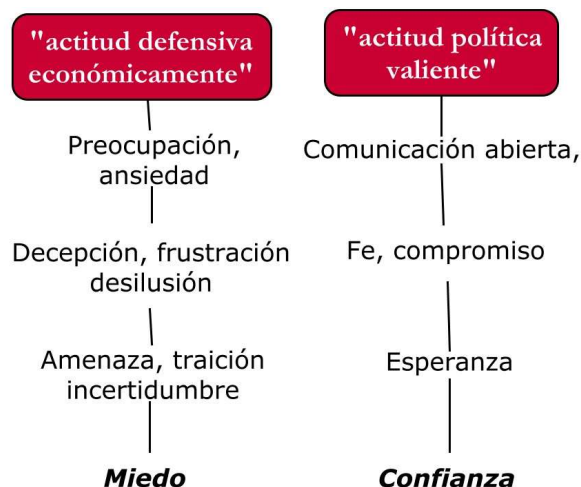 "actitud defensiva
económicamente"
Preocupación,
ansiedad
Decepción, frustración
desilusión
Amenaza, traición
incertidumbre
Miedo
"actitud política
valiente"
Comunicación abierta,
Fe, compromiso
Esperanza
Confianza